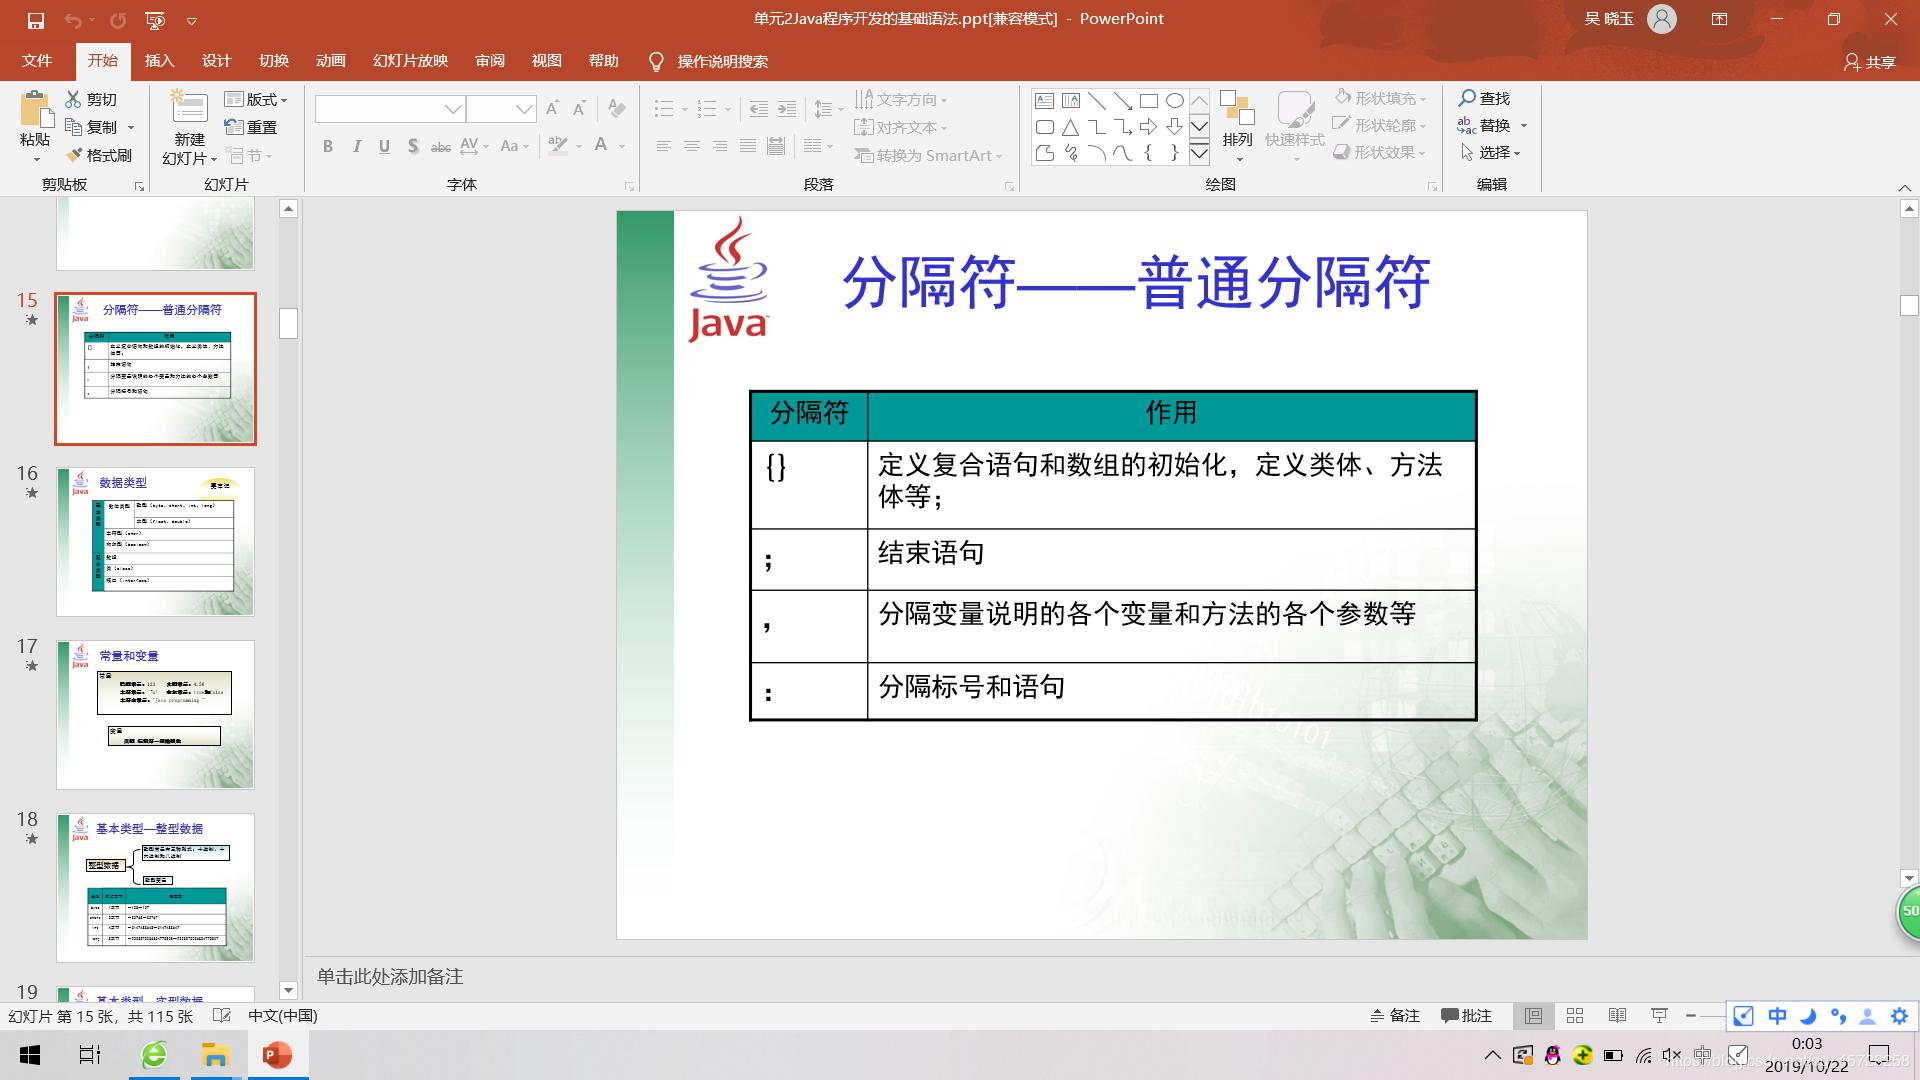 单元2Java程序开发的基础语法.ppt[兼容模式] - PowerPoint
吴 晓玉
文件 开始 插入 设计 切换 动画 幻灯片放映 审阅 视图 帮助 操作说明搜索 共享
粘贴
剪切
复制
格式刷
剪贴板
新建
幻灯片
版式
重置
节
幻灯片
B I U S abc AV Aa A
字体
文字方向
对齐文本
转换为 SmartArt
段落
排列
快速样式
形状填充
形状轮廓
形状效果
绘图
查找
替换
选择
编辑
15
Java
分隔符——普通分隔符
16
Java
数据类型
17
Java
常量和变量
18
Java
基本类型—整型数据
整型数据
19
基本类型—实型数据
Java
分隔符——普通分隔符
分隔符 作用
{} 定义复合语句和数组的初始化，定义类体、方法
体等；
； 结束语句
， 分隔变量说明的各个变量和方法的各个参数等
： 分隔标号和语句
单击此处添加备注
幻灯片 第 15 张，共 115 张 中文(中国)
备注 批注
中
50
0:03
2019/10/22